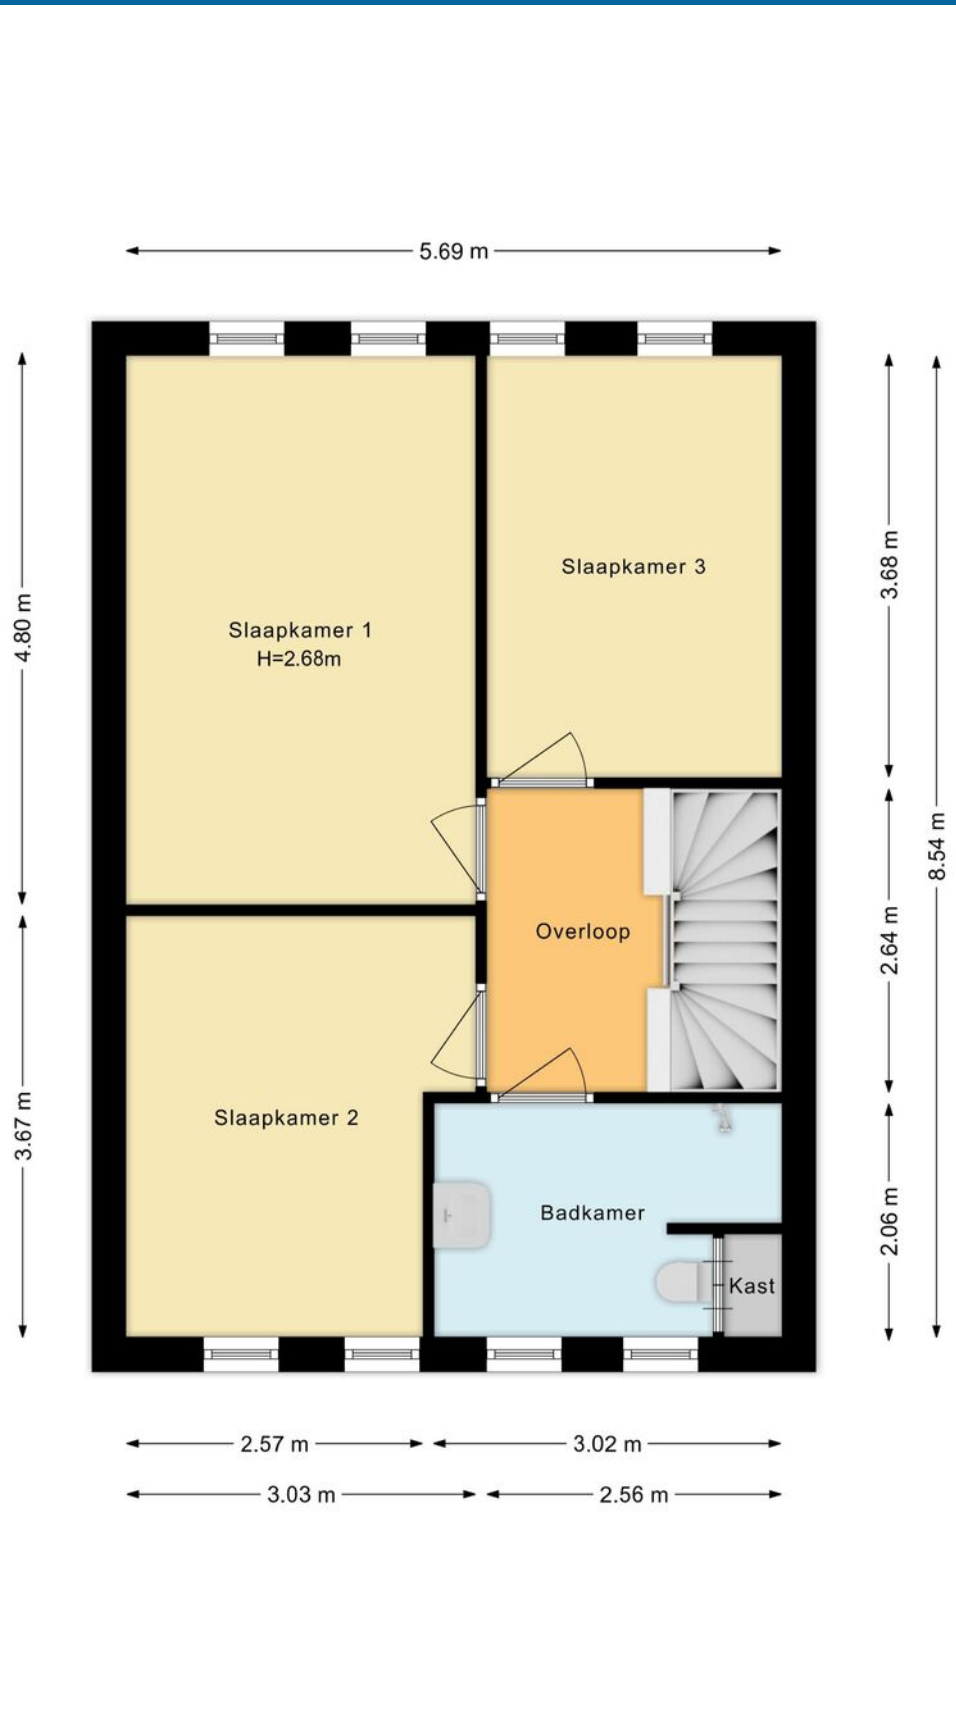 5.69 m
Slaapkamer 3
3.68 m
4.80 m
Slaapkamer 1
H=2.68m
8.54 m
Overloop
2.64 m
Slaapkamer 2
3.67 m
Badkamer
2.06 m
Kast
2.57 m
3.02 m
3.03 m
2.56 m